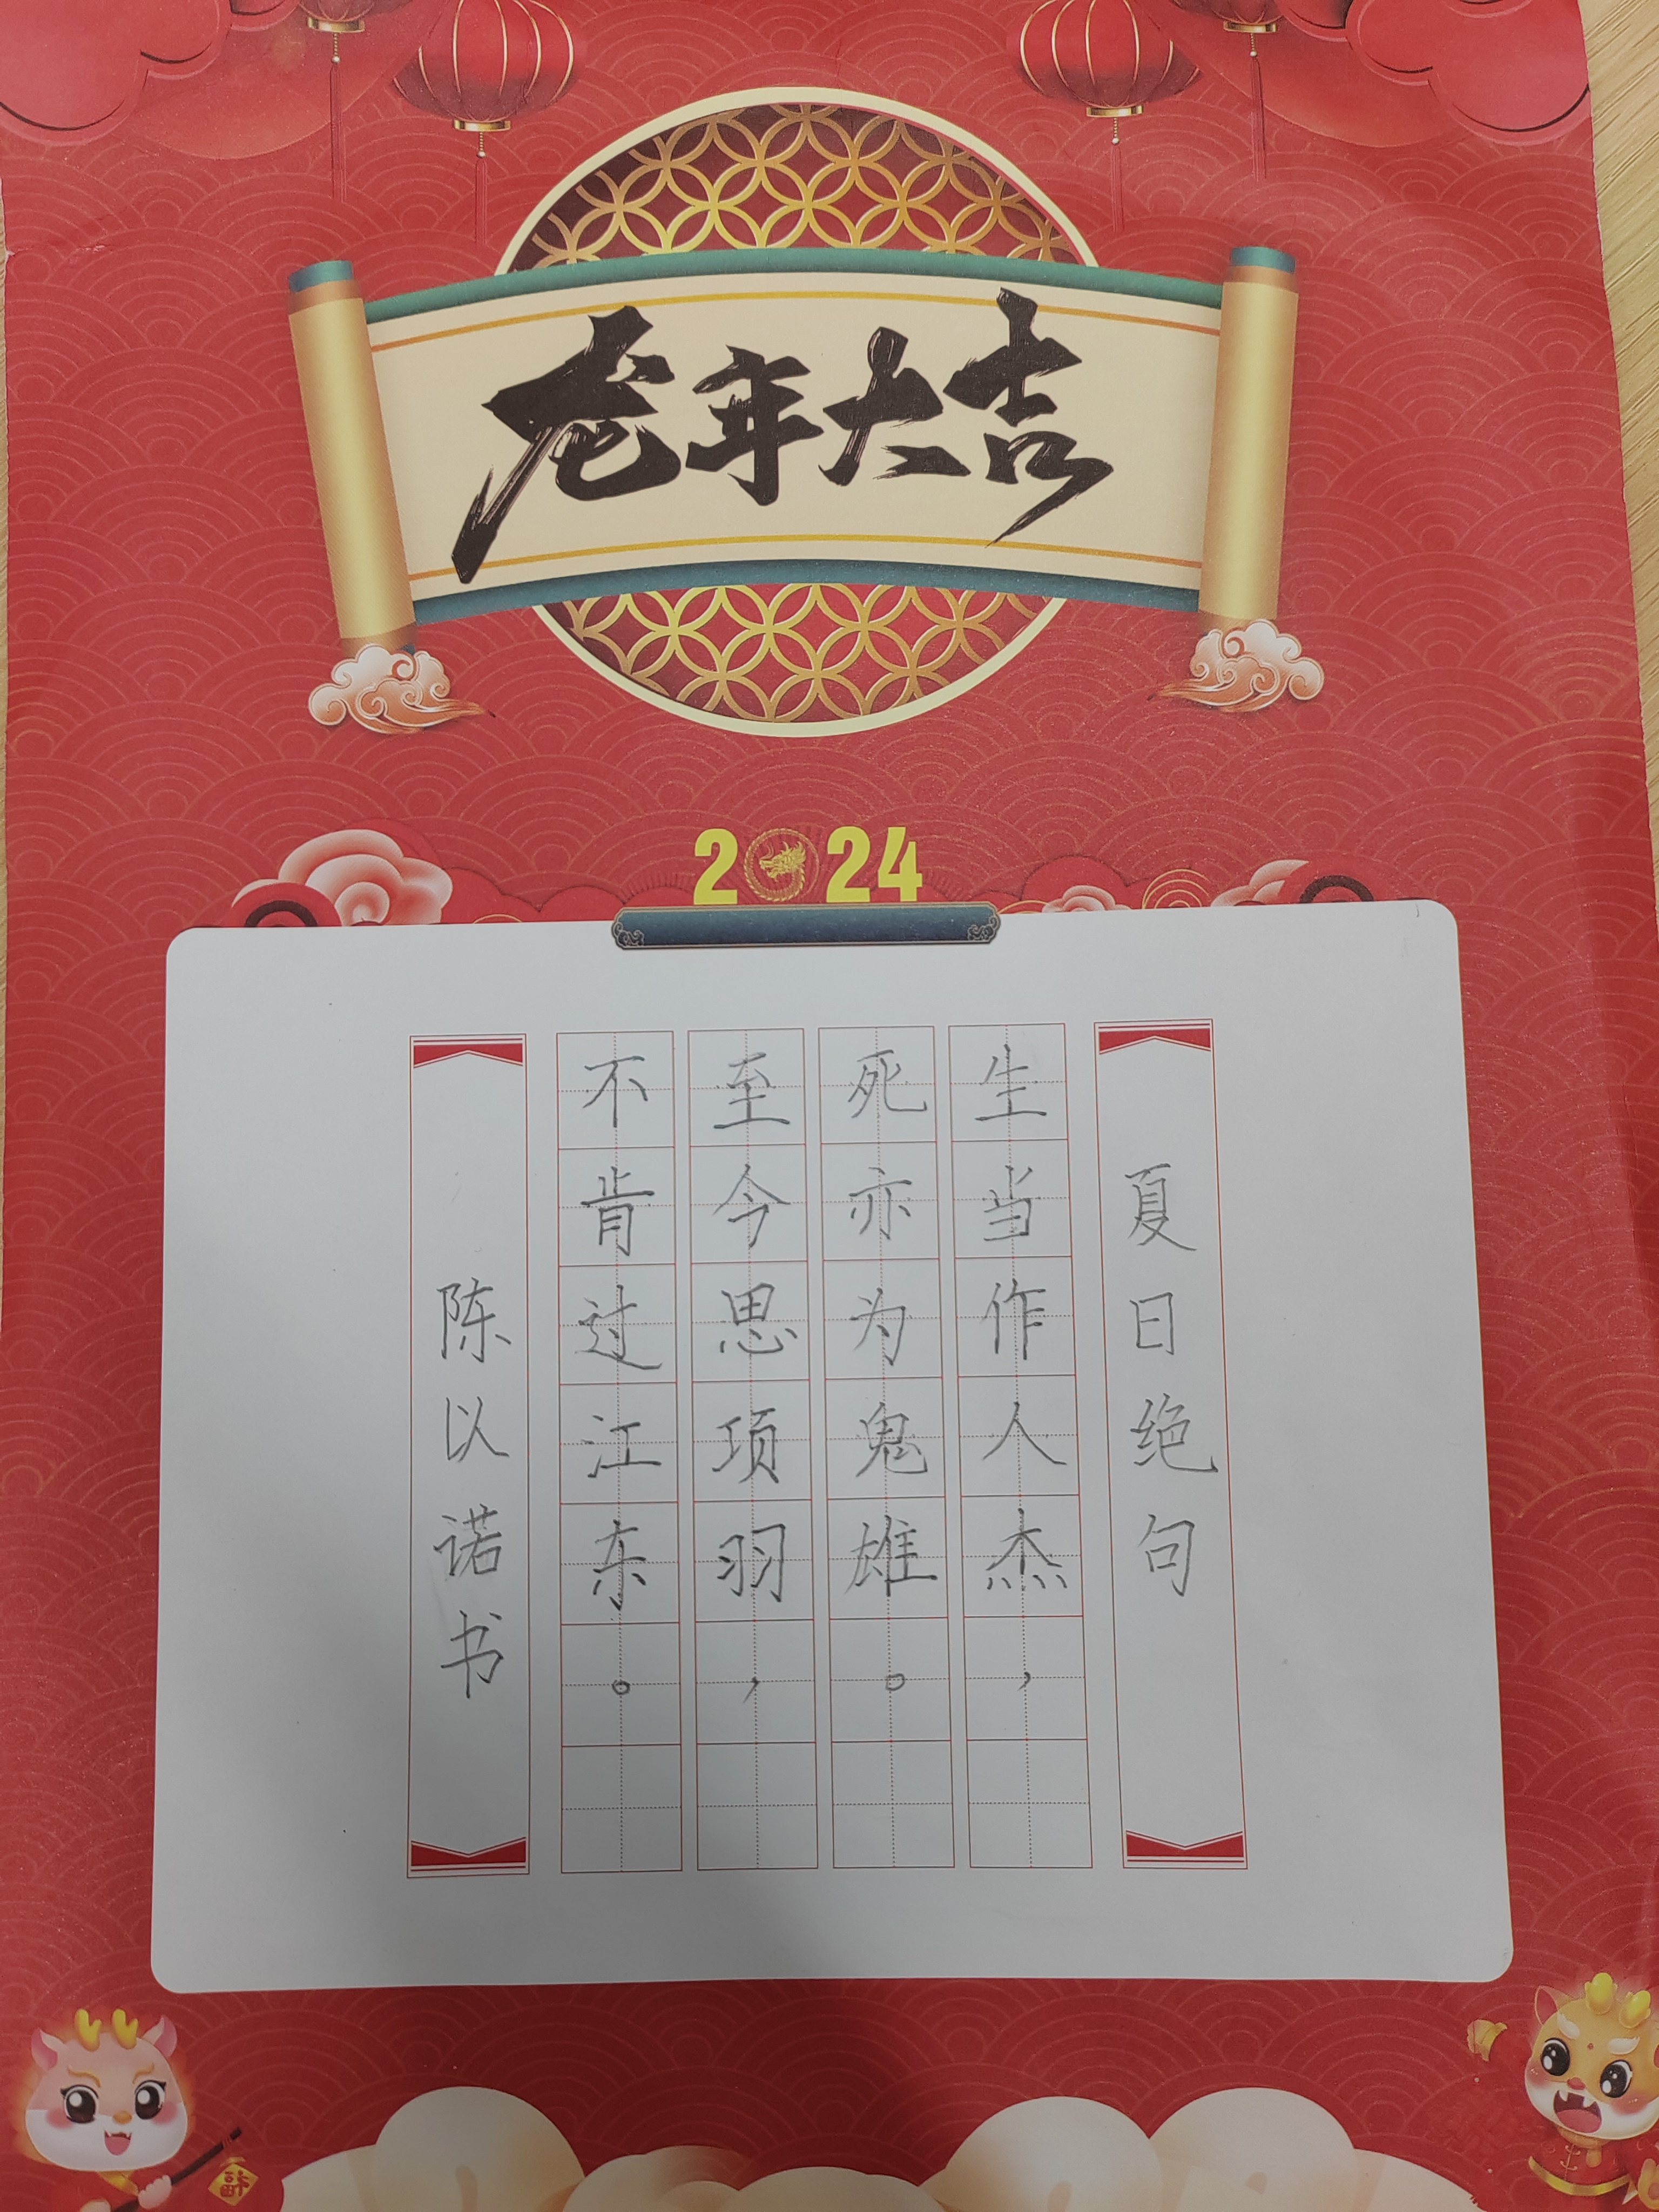 龙年大吉
2024
夏日绝句
生当作人杰，
死亦为鬼雄。
至今思项羽，
不肯过江东。
陈以诺书